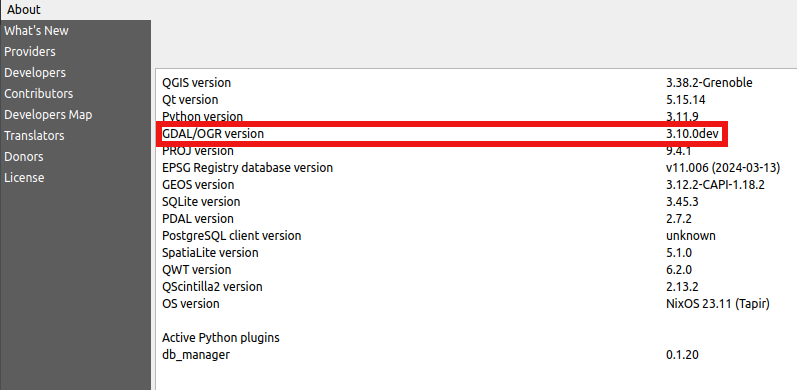 About
What's New
Providers
Developers
Contributors
Developers Map
Translators
Donors
License
QGIS version 3.38.2-Grenoble
Qt version 5.15.14
Python version 3.11.9
GDAL/OGR version 3.10.0dev
PROJ version 9.4.1
EPSG Registry database version v11.006 (2024-03-13)
GEOS version 3.12.2-CAPI-1.18.2
SQLite version 3.45.3
PDAL version 2.7.2
PostgreSQL client version unknown
SpatiaLite version 5.1.0
QWT version 6.2.0
QScintilla2 version 2.13.2
OS version NixOS 23.11 (Tapir)
Active Python plugins
db_manager 0.1.20